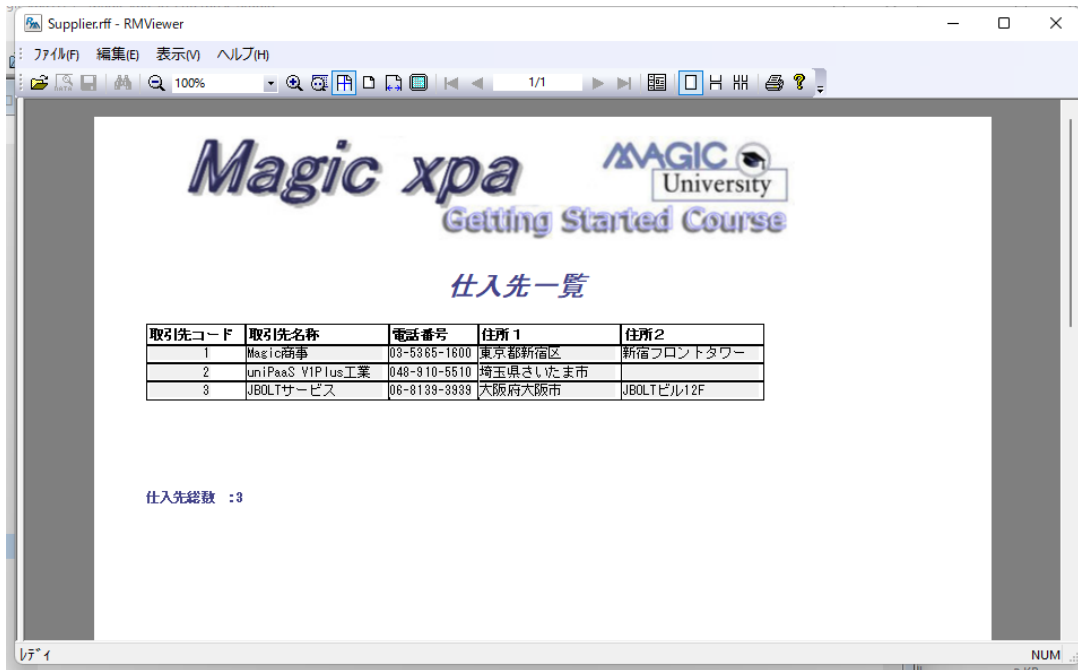 Supplier.rff - RMViewer
ファイル(F) 編集(E) 表示(V) ヘルプ(H)
100% 1/1
Magic xpa MAGIC
University
Getting Started Course
仕入先一覧
取引先コード 取引先名称 電話番号 住所1 住所2
1 Magic商事 03-5365-1600 東京都新宿区 新宿フロントタワー
2 uniPaaS V1Plus工業 048-910-5510 埼玉県さいたま市
3 JBOLTサービス 06-8139-3939 大阪府大阪市 JBOLTビル12F
仕入先総数 :3
レディ NUM